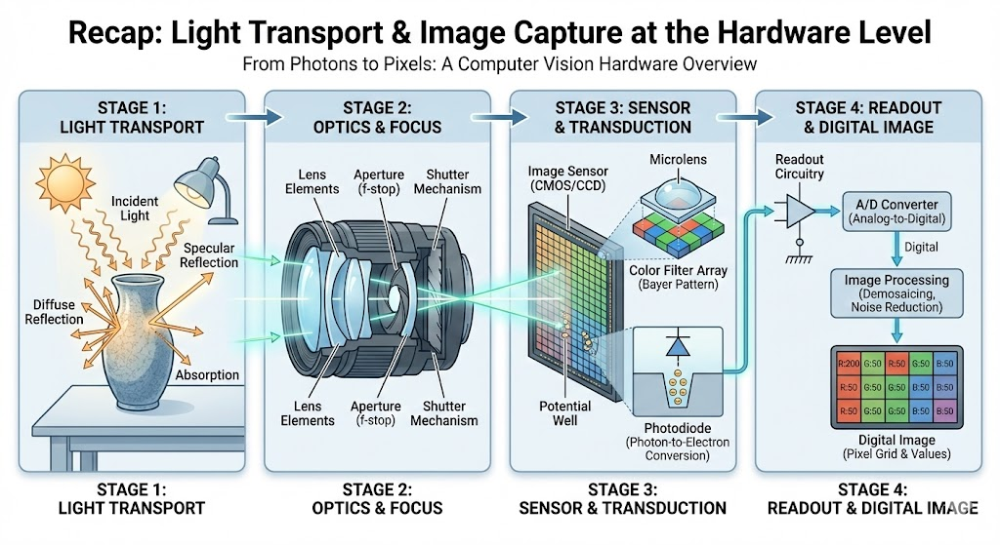 Recap: Light Transport & Image Capture at the Hardware Level
From Photons to Pixels: A Computer Vision Hardware Overview
STAGE 1:
LIGHT TRANSPORT
Incident
Light
Specular
Reflection
Diffuse
Reflection
Absorption
STAGE 2:
OPTICS & FOCUS
Lens
Elements
Aperture
(f-stop)
Shutter
Mechanism
Lens
Elements
Aperture
(f-stop)
Shutter
Mechanism
STAGE 3: SENSOR
& TRANSDUCTION
Microlens
Image Sensor
(CMOS/CCD)
Color Filter Array
(Bayer Pattern)
Potential
Well
Photodiode
(Photon-to-Electron
Conversion)
STAGE 4: READOUT
& DIGITAL IMAGE
Readout
Circuitry
A/D Converter
(Analog-to-Digital)
Digital
Image Processing
(Demosaicing,
Noise Reduction)
R:200 G:50 R:50 G:50 B:50
R:50 G:50 G:50 B:50 B:50
R:50 G:50 G:50 B:50 B:50
Digital Image
(Pixel Grid & Values)
STAGE 1:
LIGHT TRANSPORT
STAGE 2:
OPTICS & FOCUS
STAGE 3:
SENSOR & TRANSDUCTION
STAGE 4:
READOUT & DIGITAL IMAGE